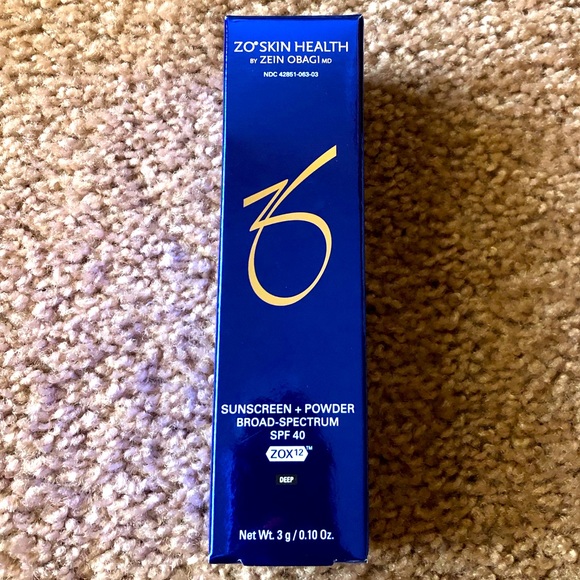 ZO® SKIN HEALTH
BY ZEIN OBAGI MD
NDC 42851-063-03
SUNSCREEN + POWDER
BROAD-SPECTRUM
SPF 40
ZOX12™
DEEP
Net Wt. 3 g / 0.10 Oz.